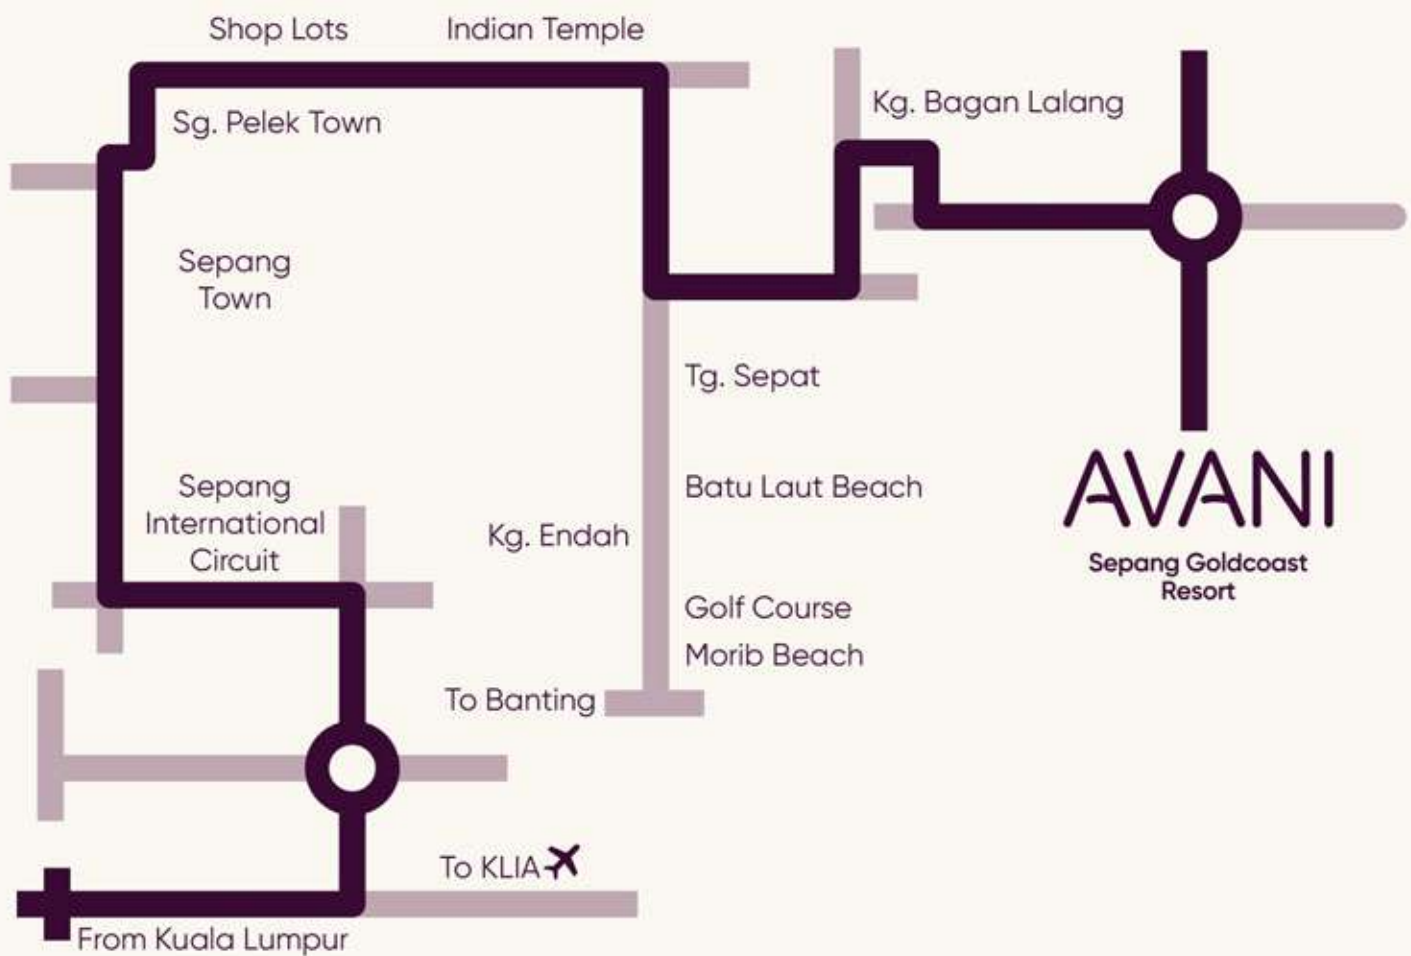 Shop Lots
Indian Temple
Kg. Bagan Lalang
Sg. Pelek Town
Sepang
Town
Tg. Sepat
Sepang
International
Circuit
Batu Laut Beach
Kg. Endah
AVANI
Sepang Goldcoast
Resort
Golf Course
Morib Beach
To Banting
To KLIA
From Kuala Lumpur